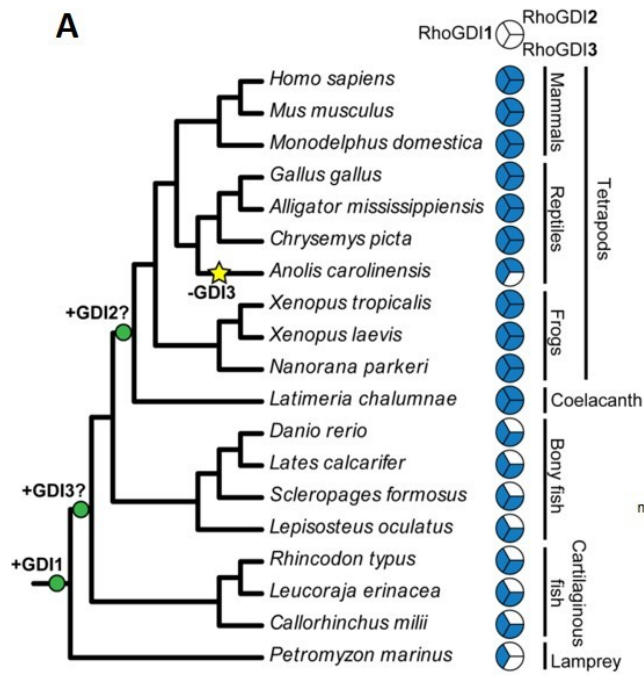 A
RhoGDI2
RhoGDI1
RhoGDI3
Homo sapiens
Mus musculus
Monodelphus domestica
Gallus gallus
Alligator mississippiensis
Chrysemys picta
Anolis carolinensis
-GDI3
Xenopus tropicalis
+GDI2?
Xenopus laevis
Nanorana parkeri
Latimeria chalumnae
Danio rerio
Lates calcarifer
+GDI3?
Scleropages formosus
Lepisosteus oculatus
+GDI1
Rhincodon typus
Leucoraja erinacea
Callorhinchus milii
Petromyzon marinus
Mammals
Reptiles
Frogs
Tetrapods
Coelacanth
Bony fish
Cartilaginous
fish
Lamprey